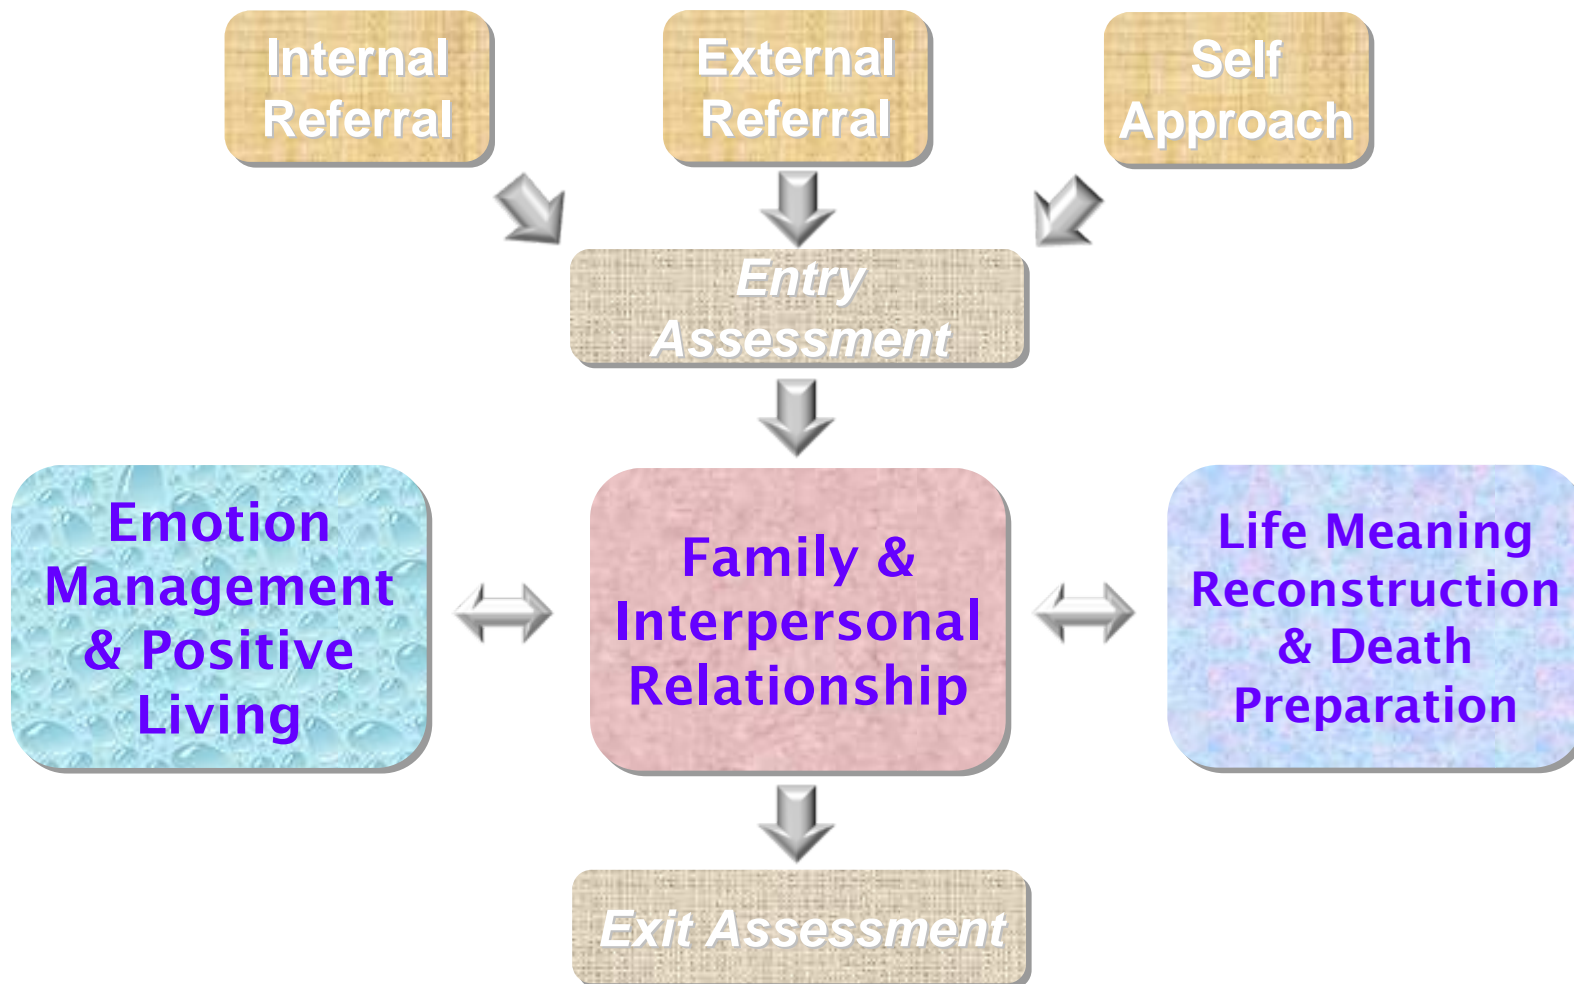 Internal
Referral
External
Referral
Self
Approach
Entry
Assessment
Emotion
Management
& Positive
Living
Family &
Interpersonal
Relationship
Life Meaning
Reconstruction
& Death
Preparation
Exit Assessment